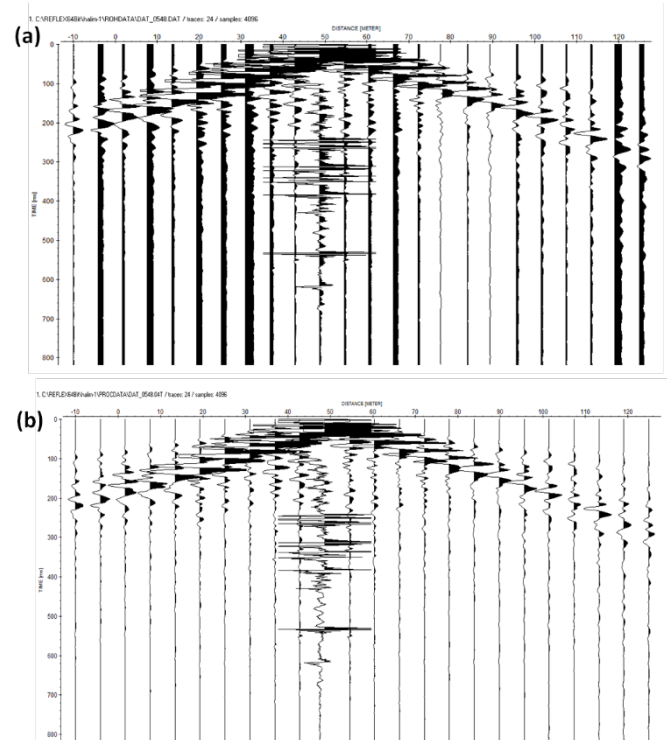 1. C:\REFLEX64Bit\halim-1\ROHDATA\DAT_0548.DAT / traces: 24 / samples: 4096
DISTANCE [METER]
(a)
-10 0 10 20 30 40 50 60 70 80 90 100 110 120
0
100
200
300
400
500
600
700
800
TIME [ms]
1. C:\REFLEX64Bit\halim-1\PROCDATA\DAT_0548.04T / traces: 24 / samples: 4096
DISTANCE [METER]
(b)
-10 0 10 20 30 40 50 60 70 80 90 100 110 120
0
100
200
300
400
500
600
700
800
TIME [ms]